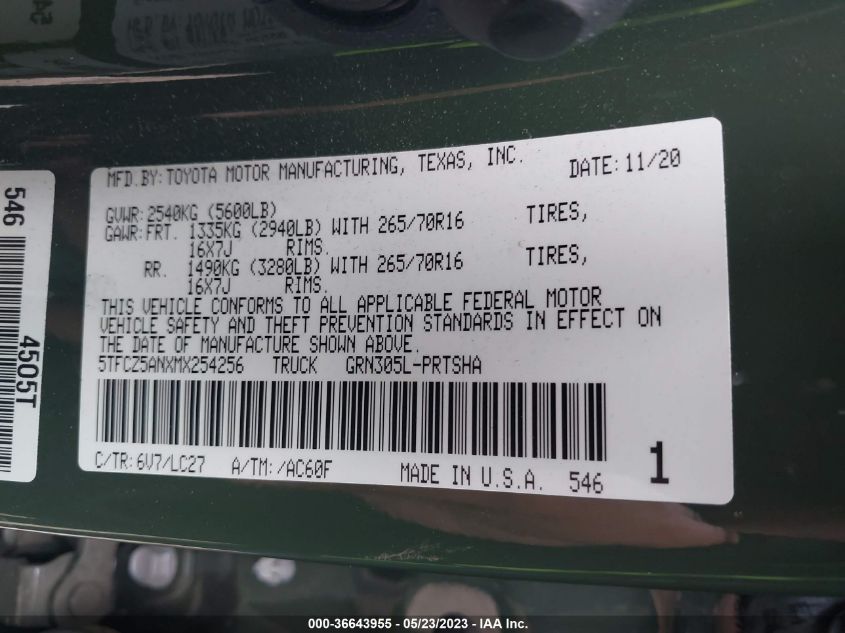 MFD.BY:TOYOTA MOTOR MANUFACTURING, TEXAS, INC. DATE:11/20
GVWR:2540KG (5600LB)
GAWR:FRT. 1335KG (2940LB) WITH 265/70R16 TIRES,
16X7J RIMS.
RR. 1490KG (3280LB) WITH 265/70R16 TIRES,
16X7J RIMS.
THIS VEHICLE CONFORMS TO ALL APPLICABLE FEDERAL MOTOR
VEHICLE SAFETY AND THEFT PREVENTION STANDARDS IN EFFECT ON
THE DATE OF MANUFACTURE SHOWN ABOVE.
5TFCZ5ANXMX254256 TRUCK GRN305L-PRTSHA
C/TR:6V7/LC27 A/TM:/AC60F MADE IN U.S.A. 546 1
546
4505T
000-36643955 - 05/23/2023 - IAA Inc.